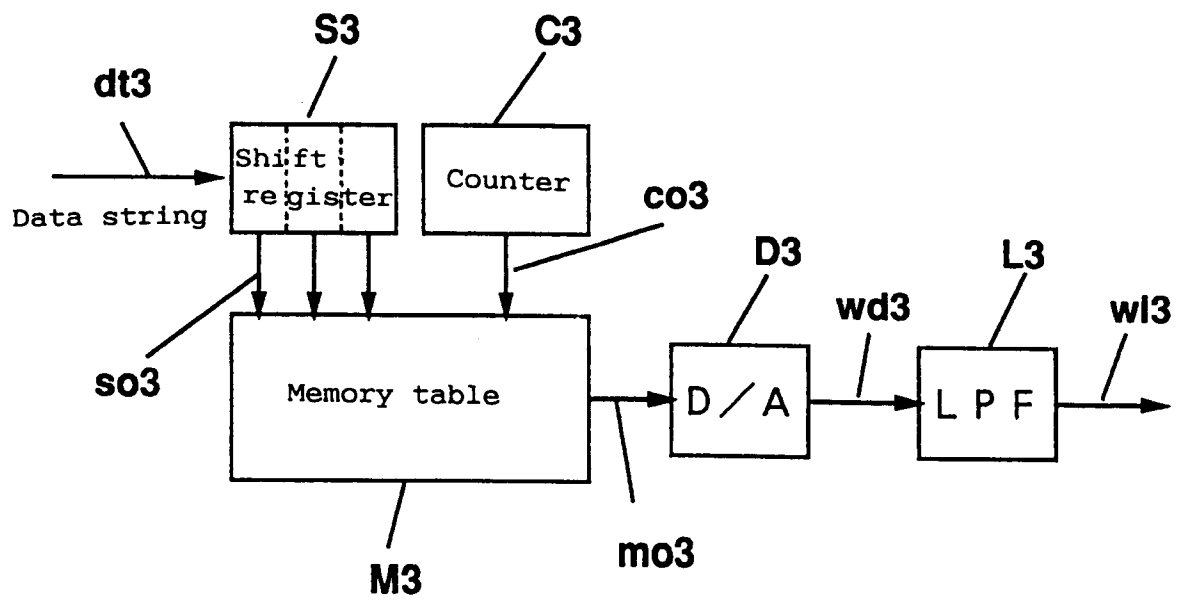 S3
C3
dt3
Shift
register
Counter
Data string
co3
D3
L3
wd3
wl3
so3
Memory table
D/A
LPF
mo3
M3